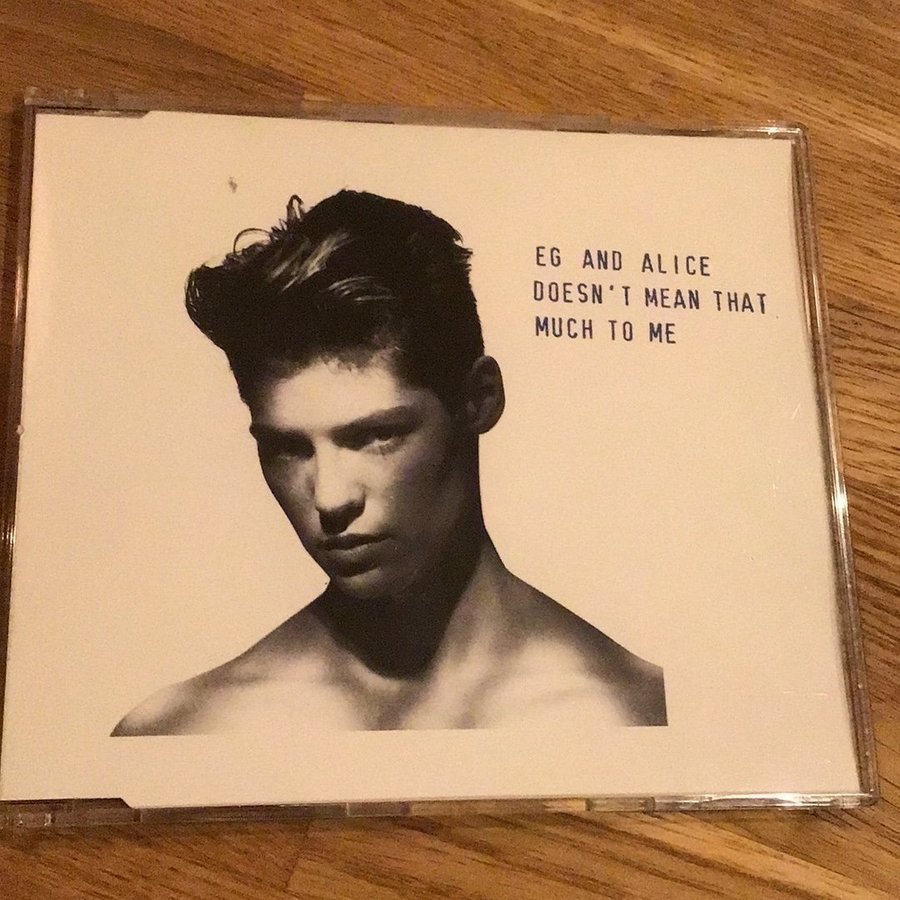 EG AND ALICE
DOESN'T MEAN THAT
MUCH TO ME